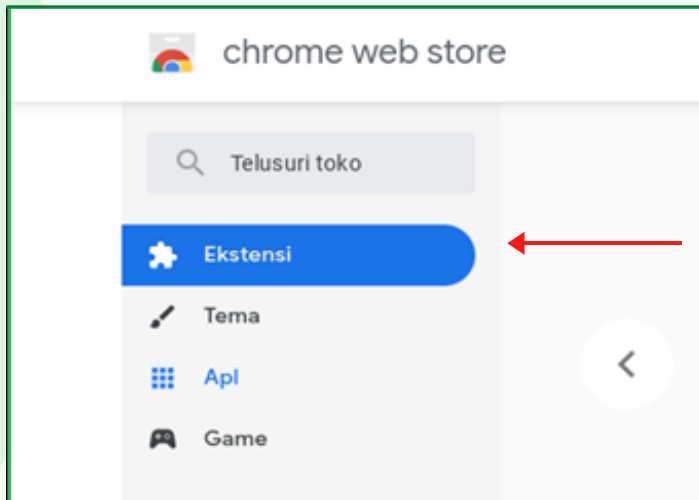 chrome web store
Telusuri toko
Ekstensi
Tema
Apl
Game